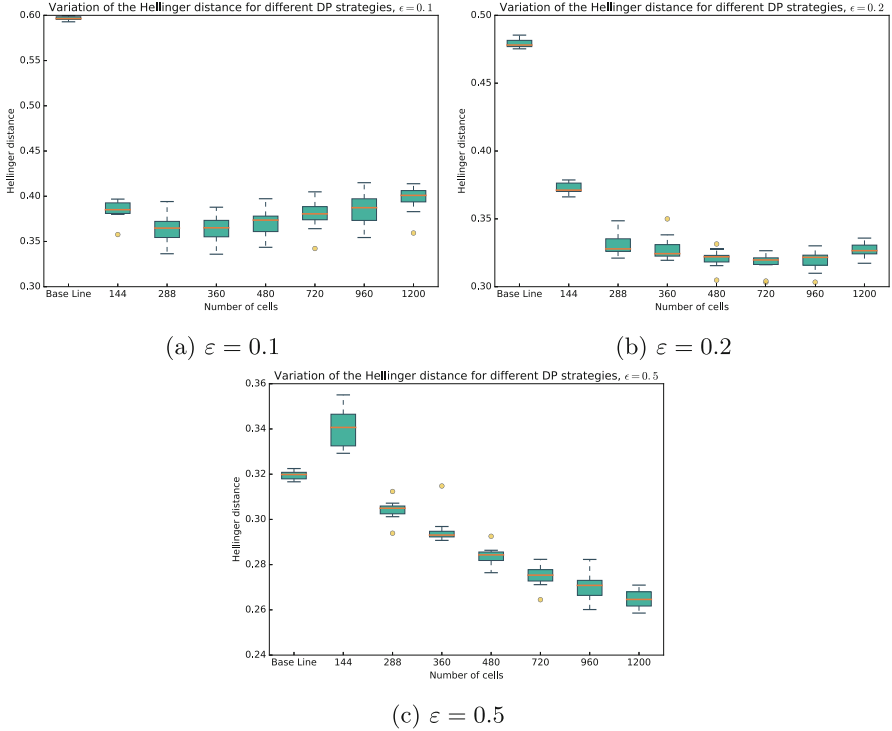 Variation of the Hellinger distance for different DP strategies, ϵ = 0.1
0.60
0.55
0.50
0.45
0.40
0.35
0.30
Hellinger distance
Base Line 144 288 360 480 720 960 1200
Number of cells
(a) ε = 0.1
Variation of the Hellinger distance for different DP strategies, ϵ = 0.2
0.50
0.45
0.40
0.35
0.30
Hellinger distance
Base Line 144 288 360 480 720 960 1200
Number of cells
(b) ε = 0.2
Variation of the Hellinger distance for different DP strategies, ϵ = 0.5
0.36
0.34
0.32
0.30
0.28
0.26
0.24
Hellinger distance
Base Line 144 288 360 480 720 960 1200
Number of cells
(c) ε = 0.5